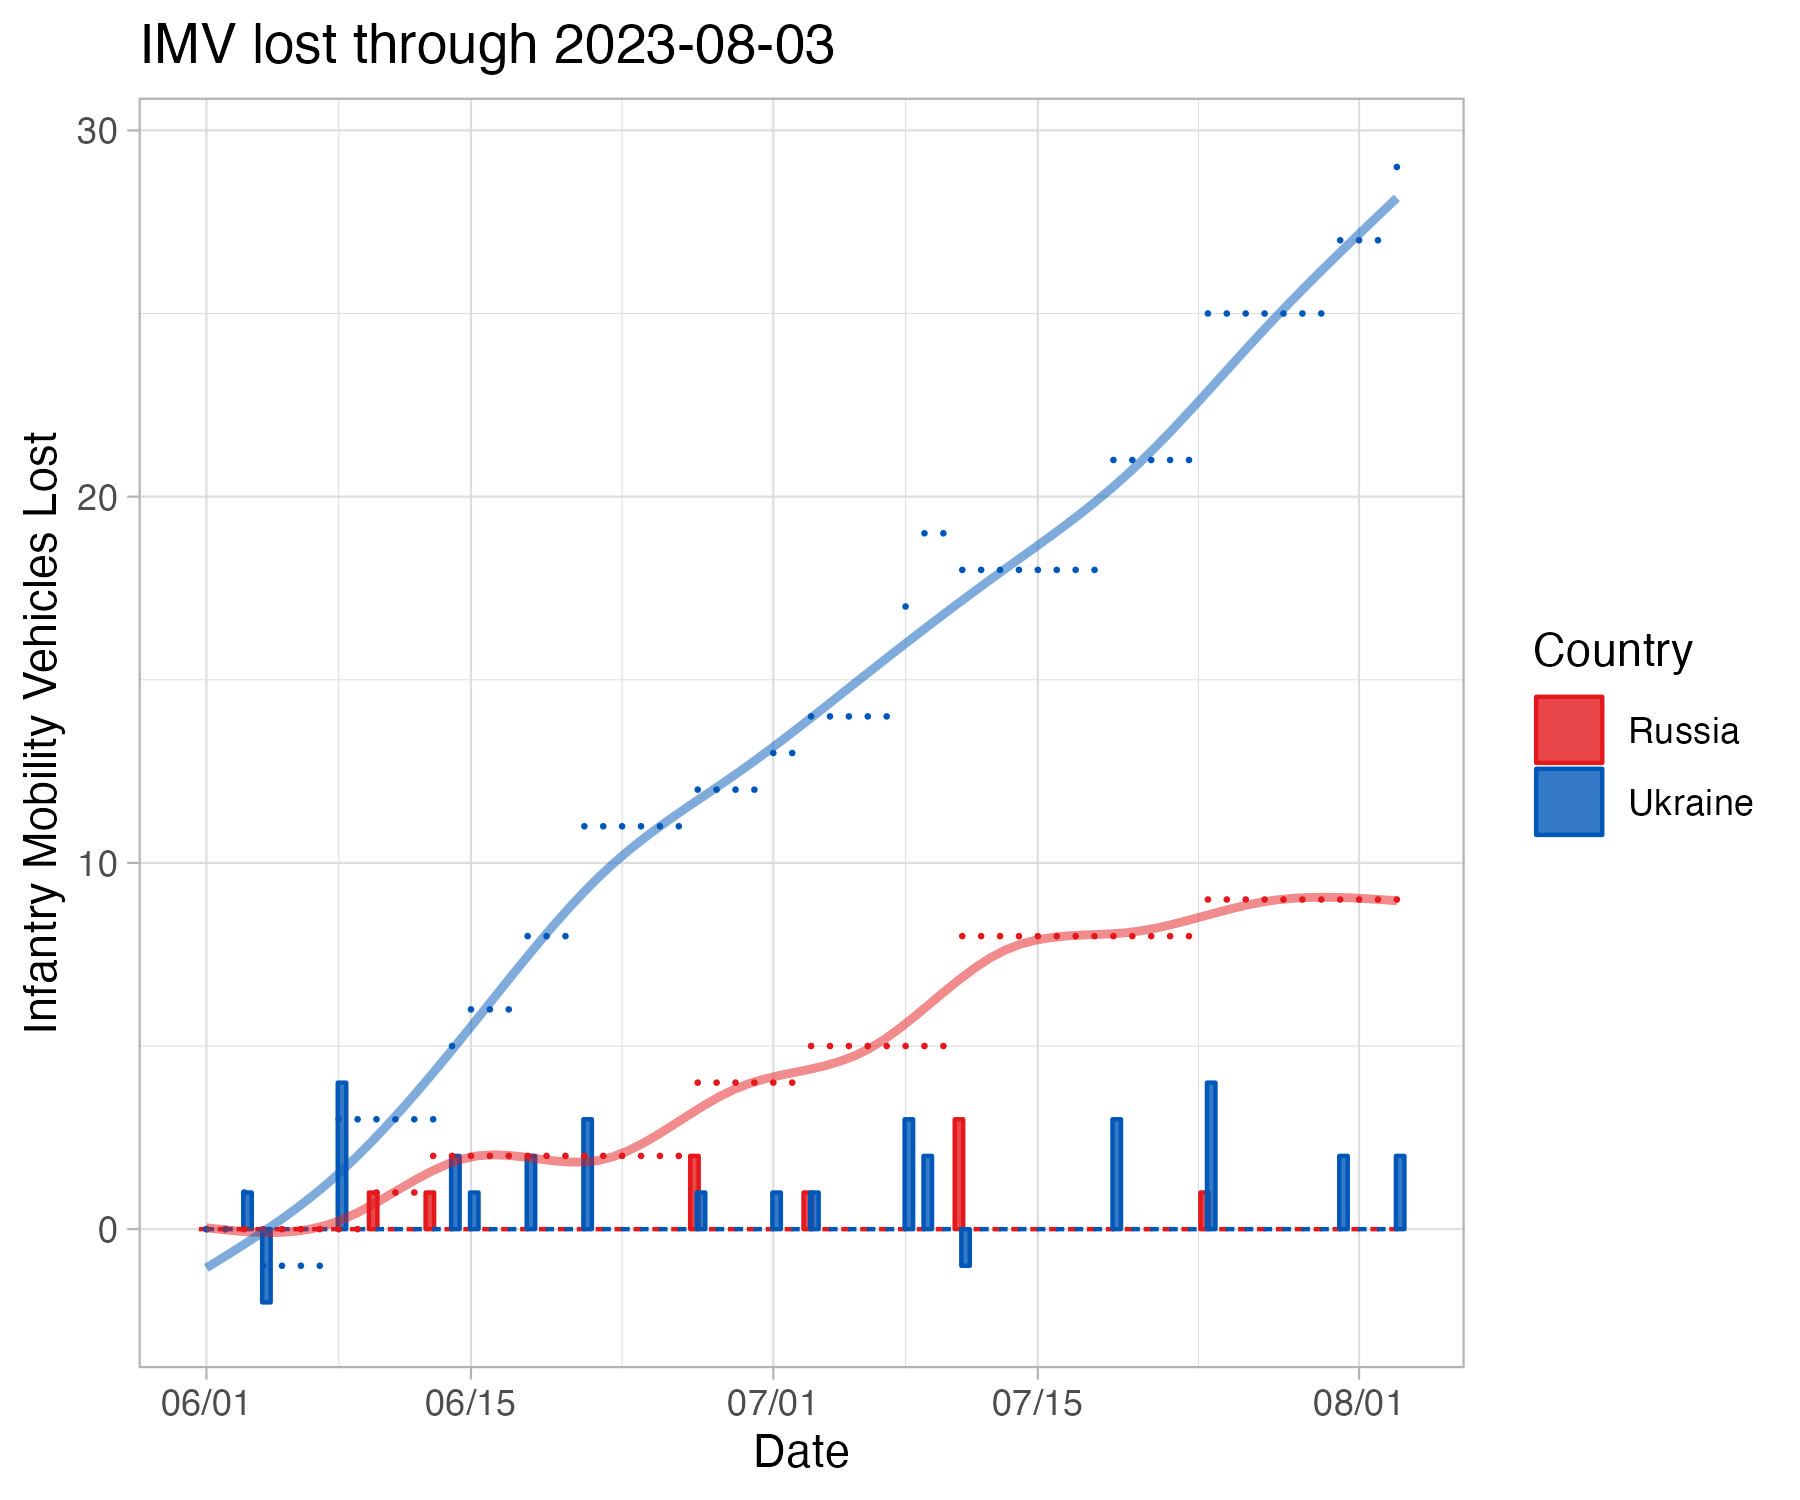 IMV lost through 2023-08-03
Infantry Mobility Vehicles Lost
30
20
10
0
06/01
06/15
07/01
07/15
08/01
Date
Country
Russia
Ukraine